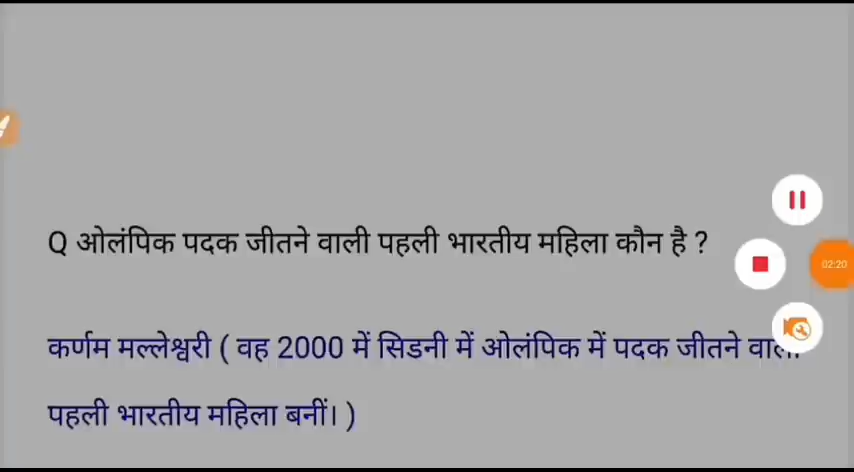 Q ओलंपिक पदक जीतने वाली पहली भारतीय महिला कौन है ?
02:20
कर्णम मल्लेश्वरी ( वह 2000 में सिडनी में ओलंपिक में पदक जीतने
पहली भारतीय महिला बनीं। )